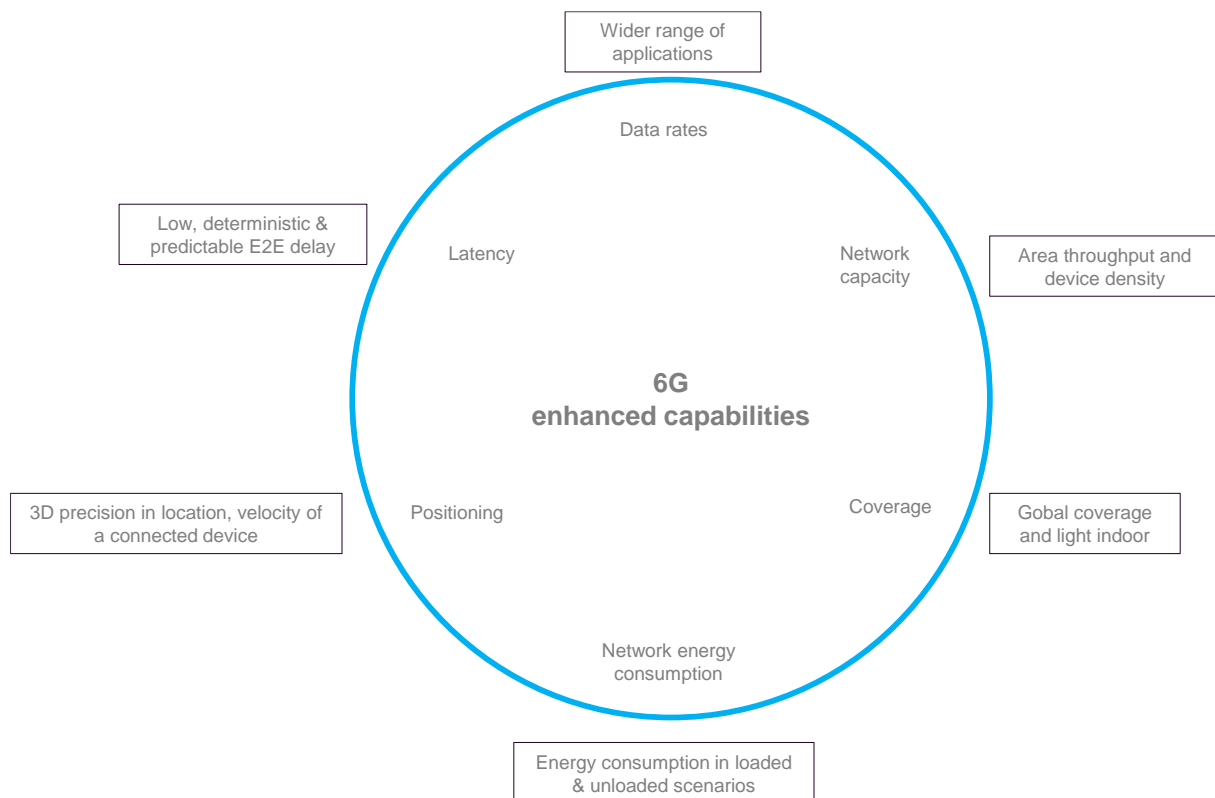 Wider range of
applications
Data rates
Low, deterministic &
predictable E2E delay
Latency
Network
capacity
Area throughput and
device density
6G
enhanced capabilities
3D precision in location, velocity of
a connected device
Positioning
Coverage
Gobal coverage
and light indoor
Network energy
consumption
Energy consumption in loaded
& unloaded scenarios